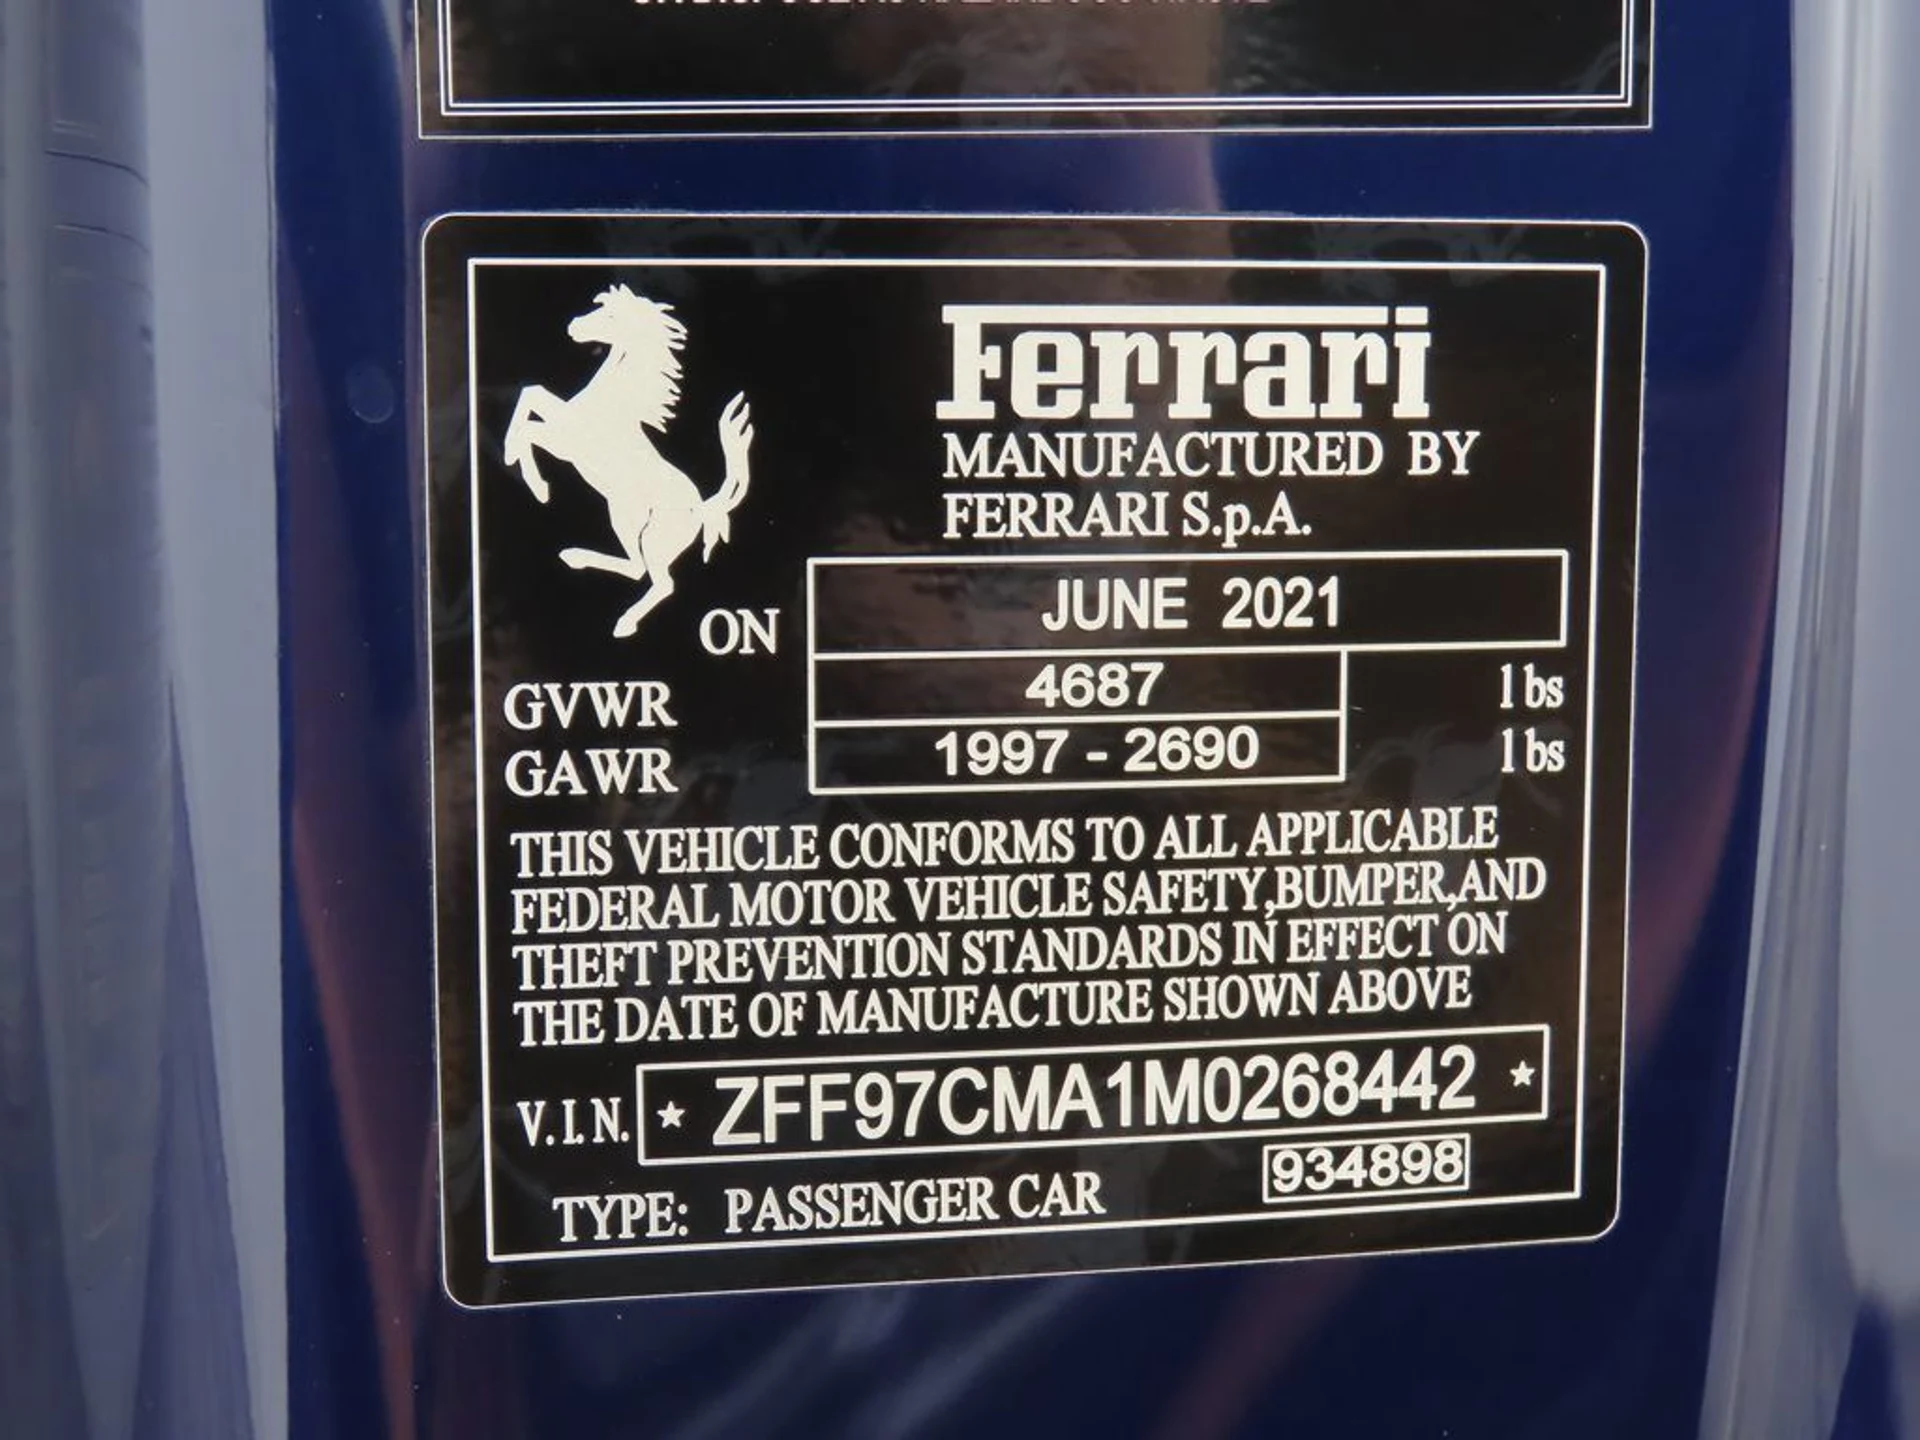 Ferrari
MANUFACTURED BY
FERRARI S.p.A.
ON JUNE 2021
GVWR 4687 lbs
GAWR 1997 - 2690 lbs
THIS VEHICLE CONFORMS TO ALL APPLICABLE
FEDERAL MOTOR VEHICLE SAFETY,BUMPER,AND
THEFT PREVENTION STANDARDS IN EFFECT ON
THE DATE OF MANUFACTURE SHOWN ABOVE
V.I.N. ★ ZFF97CMA1M0268442 ★
934898
TYPE: PASSENGER CAR